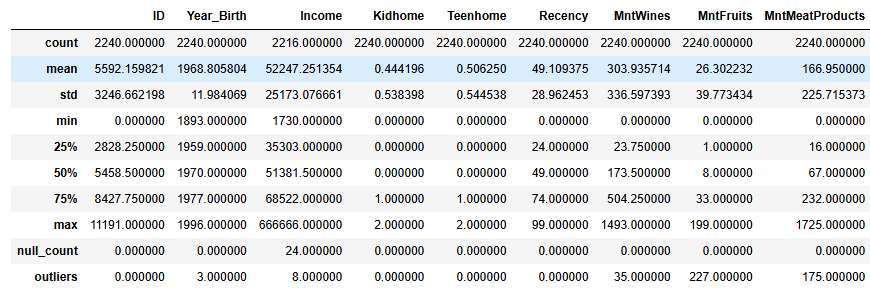 ID Year_Birth Income Kidhome Teenhome Recency MntWines MntFruits MntMeatProducts
count 2240.000000 2240.000000 2216.000000 2240.000000 2240.000000 2240.000000 2240.000000 2240.000000 2240.000000
mean 5592.159821 1968.805804 52247.251354 0.444196 0.506250 49.109375 303.935714 26.302232 166.950000
std 3246.662198 11.984069 25173.076661 0.538398 0.544538 28.962453 336.597393 39.773434 225.715373
min 0.000000 1893.000000 1730.000000 0.000000 0.000000 0.000000 0.000000 0.000000 0.000000
25% 2828.250000 1959.000000 35303.000000 0.000000 0.000000 24.000000 23.750000 1.000000 16.000000
50% 5458.500000 1970.000000 51381.500000 0.000000 0.000000 49.000000 173.500000 8.000000 67.000000
75% 8427.750000 1977.000000 68522.000000 1.000000 1.000000 74.000000 504.250000 33.000000 232.000000
max 11191.000000 1996.000000 666666.000000 2.000000 2.000000 99.000000 1493.000000 199.000000 1725.000000
null_count 0.000000 0.000000 24.000000 0.000000 0.000000 0.000000 0.000000 0.000000 0.000000
outliers 0.000000 3.000000 8.000000 0.000000 0.000000 0.000000 35.000000 227.000000 175.000000